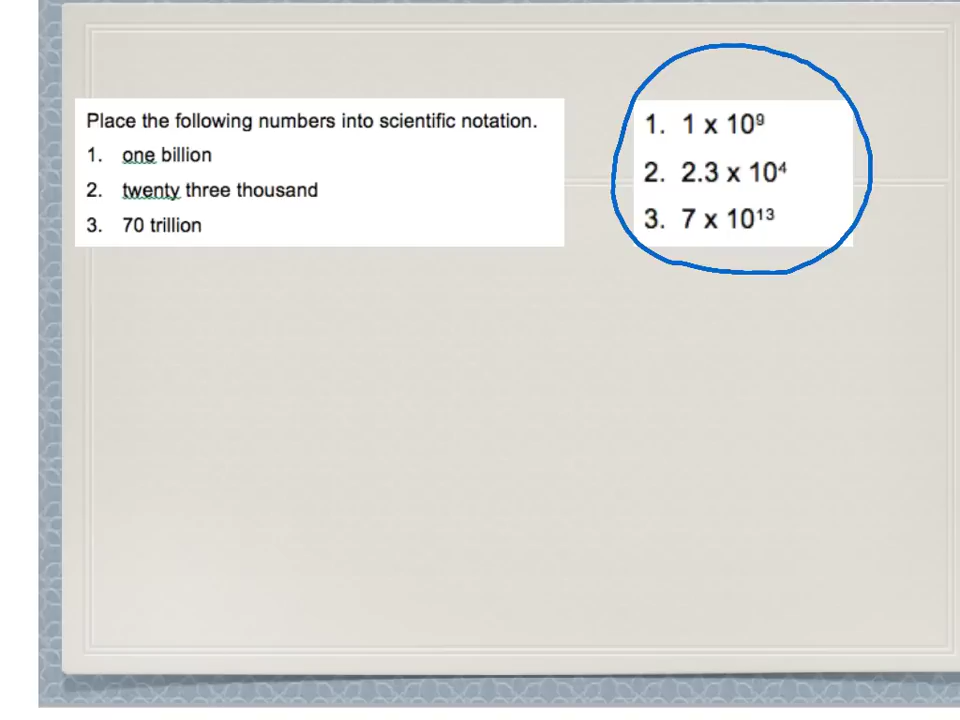 Place the following numbers into scientific notation.
1. one billion
2. twenty three thousand
3. 70 trillion
1. 1 x 10⁹
2. 2.3 x 10⁴
3. 7 x 10¹³